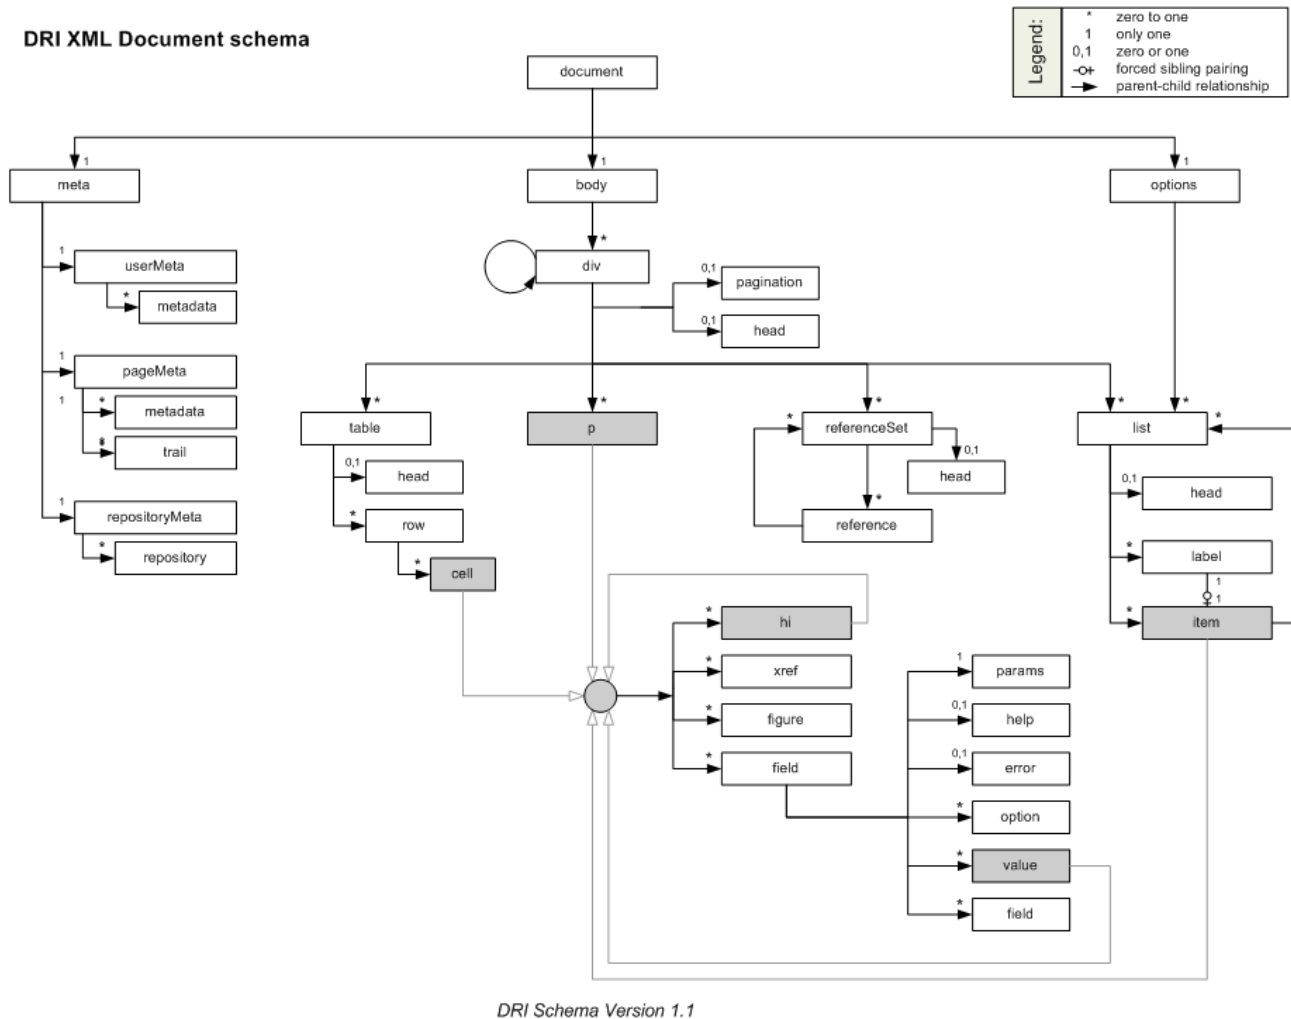 DRI XML Document schema
Legend:
* zero to one
1 only one
0,1 zero or one
forced sibling pairing
parent-child relationship
document
1
1
1
meta
body
options
*
1
userMeta
div
0,1
pagination
*
metadata
0,1
head
1
pageMeta
1
*
metadata
*
trail
*
*
*
*
*
*
*
table
p
referenceSet
list
0,1
head
0,1
head
0,1
head
1
repositoryMeta
*
row
*
reference
*
repository
*
label
*
cell
1
1
*
hi
*
item
*
xref
1
params
*
figure
0,1
help
*
field
0,1
error
*
option
*
value
*
field
DRI Schema Version 1.1